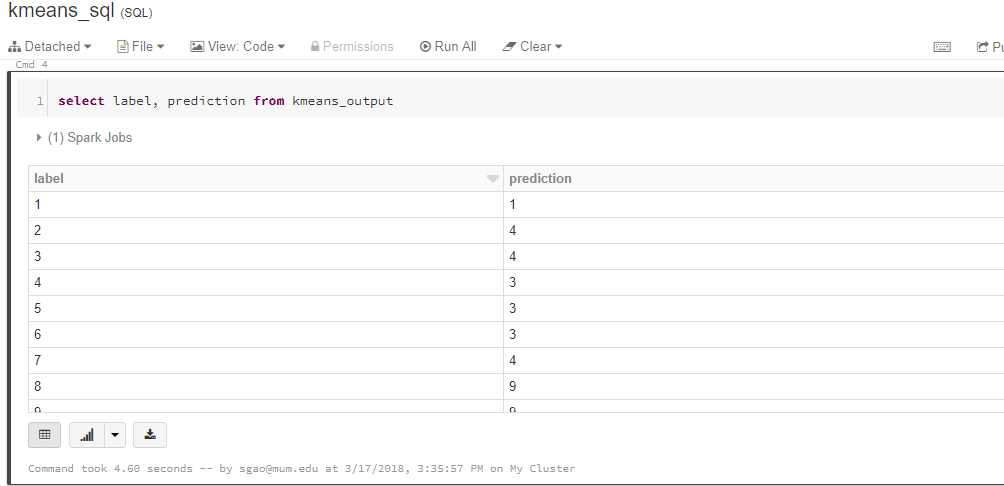 kmeans_sql (SQL)
Detached File View: Code Permissions Run All Clear
Cmd 4
1 select label, prediction from kmeans_output
(1) Spark Jobs
label prediction
1 1
2 4
3 4
4 3
5 3
6 3
7 4
8 9
9 9
Command took 4.60 seconds -- by sgao@mum.edu at 3/17/2018, 3:35:57 PM on My Cluster